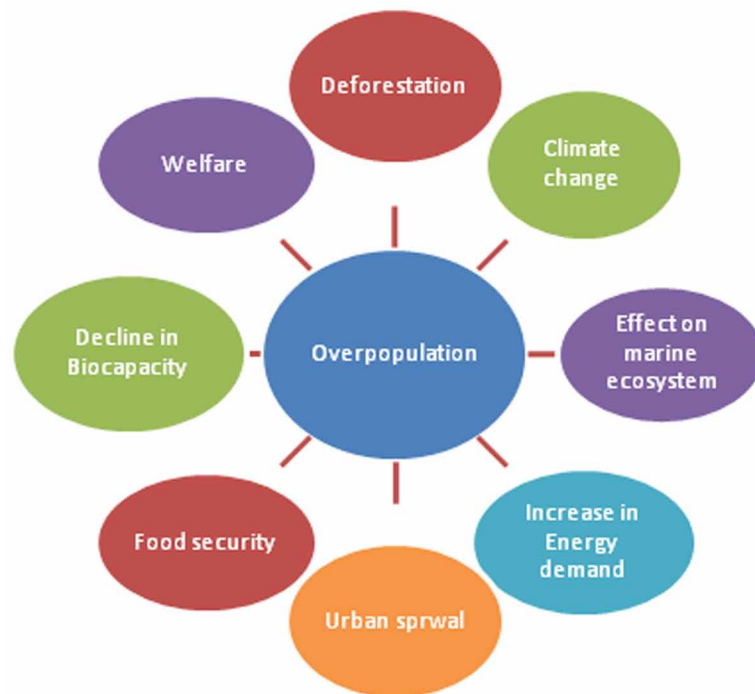 Deforestation
Climate
change
Effect on
marine
ecosystem
Increase in
Energy
demand
Urban sprwal
Food security
Decline in
Biocapacity
Welfare
Overpopulation